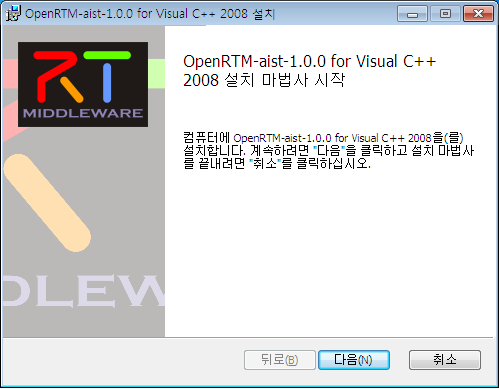 OpenRTM-aist-1.0.0 for Visual C++ 2008 설치
RT
MIDDLEWARE
OpenRTM-aist-1.0.0 for Visual C++
2008 설치 마법사 시작
컴퓨터에 OpenRTM-aist-1.0.0 for Visual C++ 2008을(를)
설치합니다. 계속하려면 "다음"을 클릭하고 설치 마법사
를 끝내려면 "취소"를 클릭하십시오.
DLEW
뒤로(B) 다음(N) 취소